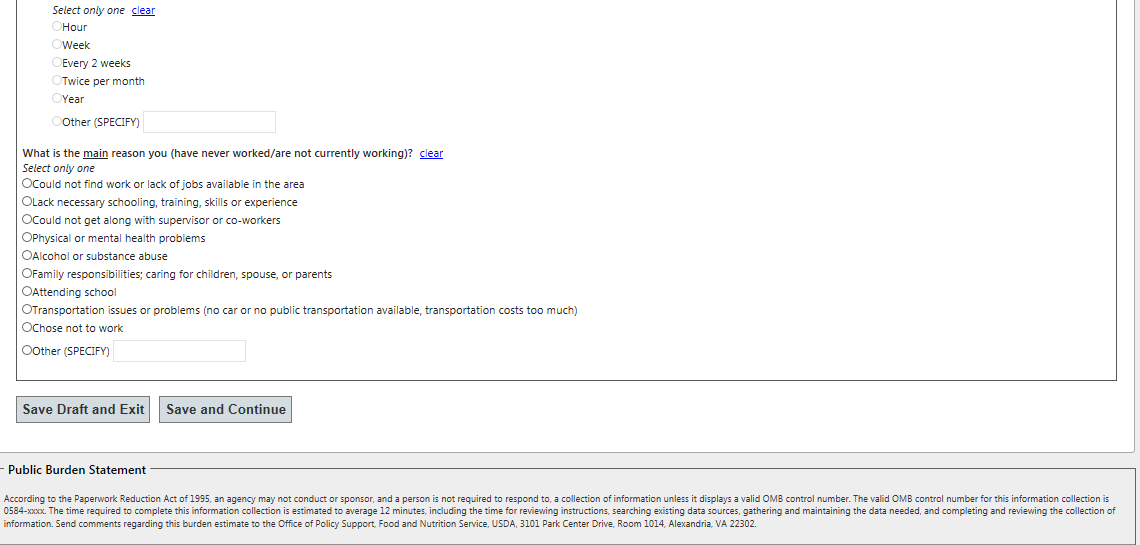 Select only one clear
Hour
Week
Every 2 weeks
Twice per month
Year
Other (SPECIFY)
What is the main reason you (have never worked/are not currently working)? clear
Select only one
Could not find work or lack of jobs available in the area
Lack necessary schooling, training, skills or experience
Could not get along with supervisor or co-workers
Physical or mental health problems
Alcohol or substance abuse
Family responsibilities; caring for children, spouse, or parents
Attending school
Transportation issues or problems (no car or no public transportation available, transportation costs too much)
Chose not to work
Other (SPECIFY)
Save Draft and Exit Save and Continue
Public Burden Statement
According to the Paperwork Reduction Act of 1995, an agency may not conduct or sponsor, and a person is not required to respond to, a collection of information unless it displays a valid OMB control number. The valid OMB control number for this information collection is
0584-xxxx. The time required to complete this information collection is estimated to average 12 minutes, including the time for reviewing instructions, searching existing data sources, gathering and maintaining the data needed, and completing and reviewing the collection of
information. Send comments regarding this burden estimate to the Office of Policy Support, Food and Nutrition Service, USDA, 3101 Park Center Drive, Room 1014, Alexandria, VA 22302.